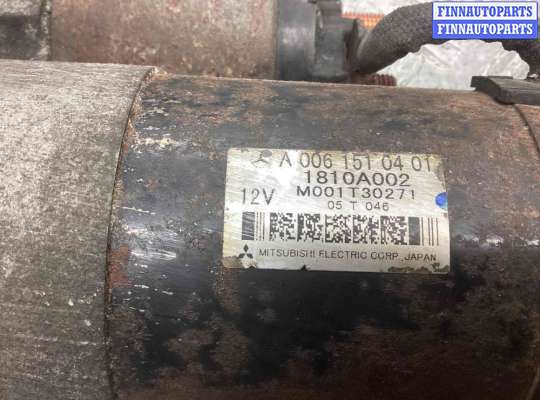 FINNAUTOPARTS
FINNAUTOPARTS
A 006 151 04 01
1810A002
12V M001T30271
05 T 046
MITSUBISHI ELECTRIC CORP., JAPAN